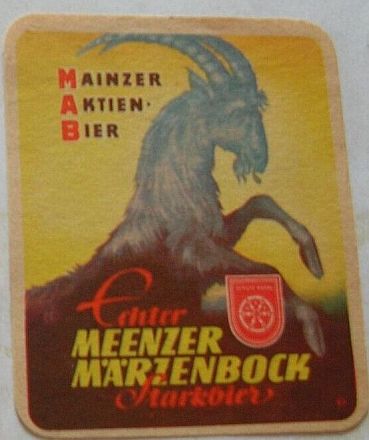 MAINZER
AKTIEN-
BIER
Echter
MEENZER
MÄRZENBOCK
Starkbier